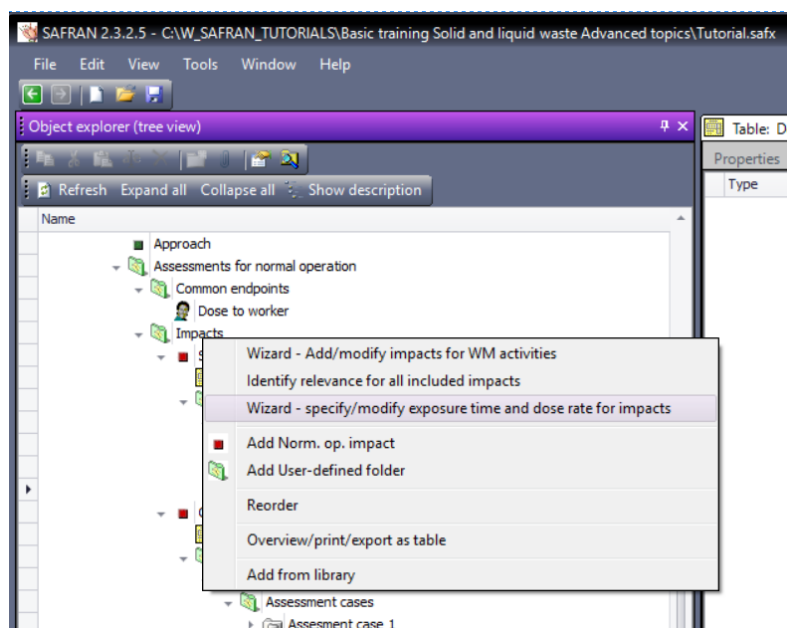 SAFRAN 2.3.2.5 - C:\W_SAFRAN_TUTORIALS\Basic training Solid and liquid waste Advanced topics\Tutorial.safx
File Edit View Tools Window Help
Object explorer (tree view)
Table: D
Properties
Refresh Expand all Collapse all Show description
Type
Name
Approach
Assessments for normal operation
Common endpoints
Dose to worker
Impacts
Wizard - Add/modify impacts for WM activities
Identify relevance for all included impacts
Wizard - specify/modify exposure time and dose rate for impacts
Add Norm. op. impact
Add User-defined folder
Reorder
Overview/print/export as table
Add from library
Assessment cases
Assesment case 1